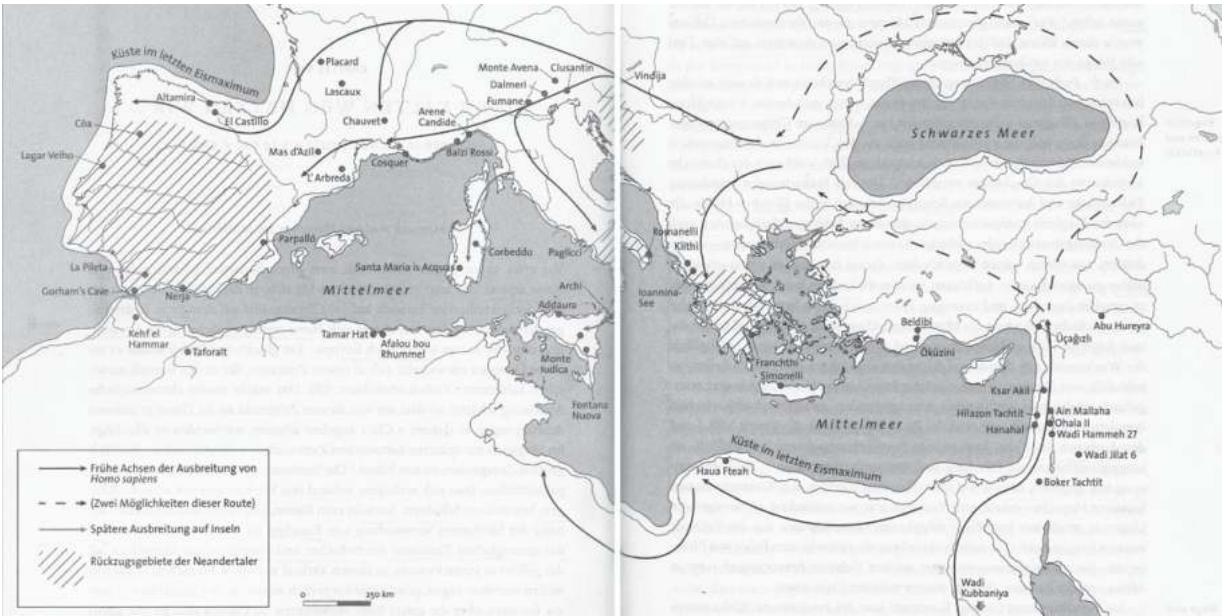 Küste im letzten Eismaximum
Placard
Lascaux
Altamira
El Castillo
Chauvet
Monte Avena
Clusantin
Dalmeri
Fumane
Vindija
Arene
Candide
Côa
Lagar Velho
Mas d'Azil
L'Arbreda
Cosquer
Balzi Rossi
Schwarzes Meer
Parpalló
La Pileta
Gorham's Cave
Nerja
Santa Maria is Acquas
Corbeddo
Paglicci
Romanelli
Klithi
Mittelmeer
Ioannina-
See
Archi
Addaura
Kehf el
Hammar
Taforalt
Tamar Hat
Afalou bou
Rhummel
Monte
Iudica
Fontana
Nuova
Franchthi
Simonelli
Beldibi
Öküzini
Üçağızlı
Abu Hureyra
Ksar Akil
Mittelmeer
Hilazon Tachtit
Hanahal
Ain Mallaha
Ohala II
Wadi Hammeh 27
Wadi Jilat 6
Boker Tachtit
Küste im letzten Eismaximum
Haua Fteah
Wadi
Kubbaniya
Frühe Achsen der Ausbreitung von
Homo sapiens
(Zwei Möglichkeiten dieser Route)
Spätere Ausbreitung auf Inseln
Rückzugsgebiete der Neandertaler
0 250 km